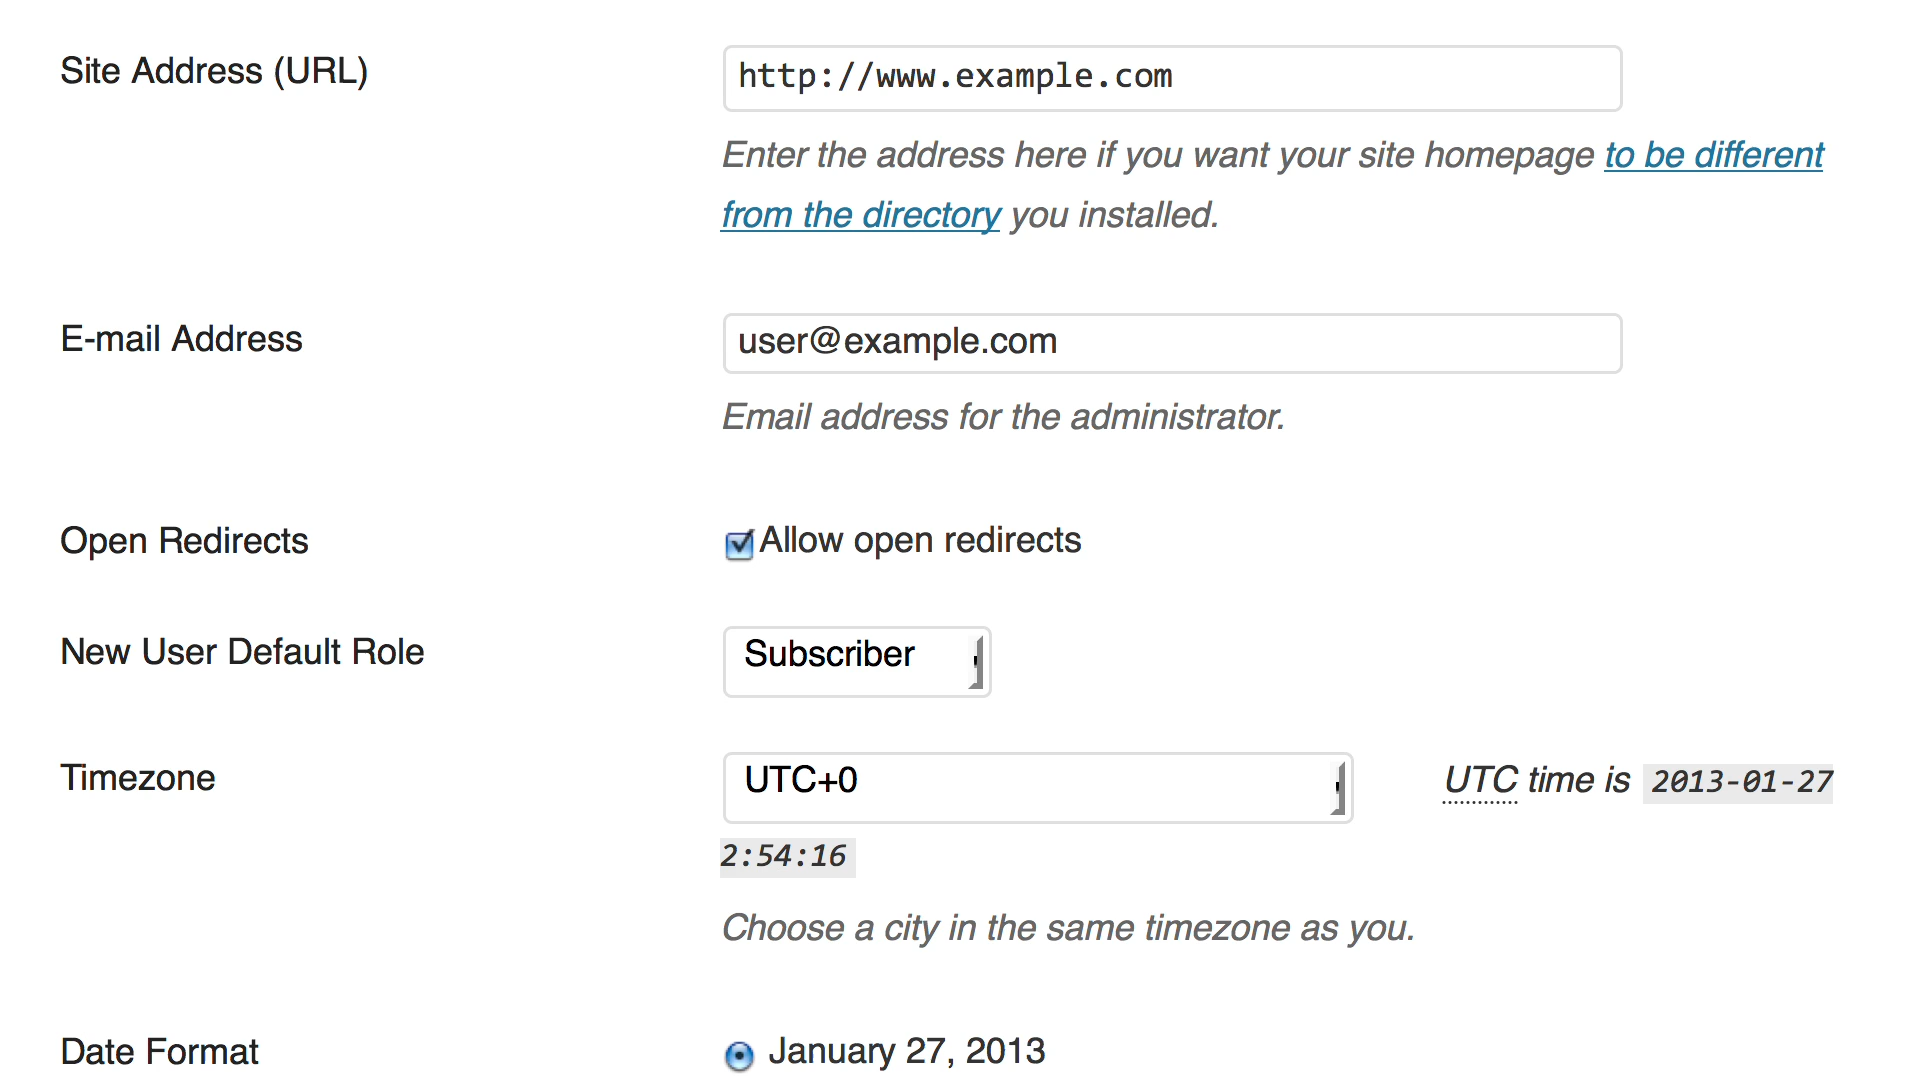 Site Address (URL)
http://www.example.com
Enter the address here if you want your site homepage to be different
from the directory you installed.
E-mail Address
user@example.com
Email address for the administrator.
Open Redirects
Allow open redirects
New User Default Role
Subscriber
Timezone
UTC+0
UTC time is 2013-01-27
2:54:16
Choose a city in the same timezone as you.
Date Format
January 27, 2013